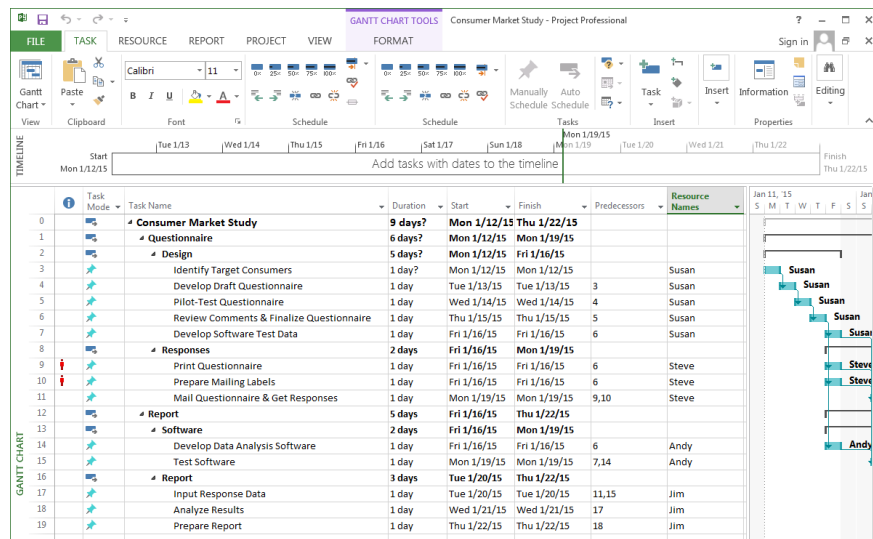 GANTT CHART TOOLS Consumer Market Study - Project Professional ?
FILE TASK RESOURCE REPORT PROJECT VIEW FORMAT Sign in
Calibri 11 0× 25× 50× 75× 100× 0× 25× 50× 75× 100×
B I U A
Gantt Chart Paste Manually Schedule Auto Schedule Task Insert Information Editing
View Clipboard Font Schedule Schedule Tasks Insert Properties
TIMELINE
Mon 1/19/15
Tue 1/13 Wed 1/14 Thu 1/15 Fri 1/16 Sat 1/17 Sun 1/18 Mon 1/19 Tue 1/20 Wed 1/21 Thu 1/22
Start Add tasks with dates to the timeline Finish
Mon 1/12/15 Thu 1/22/15
GANTT CHART
Task Mode Task Name Duration Start Finish Predecessors Resource Names Jan 11, '15 Jan
S M T W T F S S
0 Consumer Market Study 9 days? Mon 1/12/15 Thu 1/22/15
1 Questionnaire 6 days? Mon 1/12/15 Mon 1/19/15
2 Design 5 days? Mon 1/12/15 Fri 1/16/15
3 Identify Target Consumers 1 day? Mon 1/12/15 Mon 1/12/15 Susan Susan
4 Develop Draft Questionnaire 1 day Tue 1/13/15 Tue 1/13/15 3 Susan Susan
5 Pilot-Test Questionnaire 1 day Wed 1/14/15 Wed 1/14/15 4 Susan Susan
6 Review Comments & Finalize Questionnaire 1 day Thu 1/15/15 Thu 1/15/15 5 Susan Susan
7 Develop Software Test Data 1 day Fri 1/16/15 Fri 1/16/15 6 Susan Susan
8 Responses 2 days Fri 1/16/15 Mon 1/19/15
9 Print Questionnaire 1 day Fri 1/16/15 Fri 1/16/15 6 Steve Steve
10 Prepare Mailing Labels 1 day Fri 1/16/15 Fri 1/16/15 6 Steve Steve
11 Mail Questionnaire & Get Responses 1 day Mon 1/19/15 Mon 1/19/15 9,10 Steve
12 Report 5 days Fri 1/16/15 Thu 1/22/15
13 Software 2 days Fri 1/16/15 Mon 1/19/15
14 Develop Data Analysis Software 1 day Fri 1/16/15 Fri 1/16/15 6 Andy Andy
15 Test Software 1 day Mon 1/19/15 Mon 1/19/15 7,14 Andy
16 Report 3 days Tue 1/20/15 Thu 1/22/15
17 Input Response Data 1 day Tue 1/20/15 Tue 1/20/15 11,15 Jim
18 Analyze Results 1 day Wed 1/21/15 Wed 1/21/15 17 Jim
19 Prepare Report 1 day Thu 1/22/15 Thu 1/22/15 18 Jim